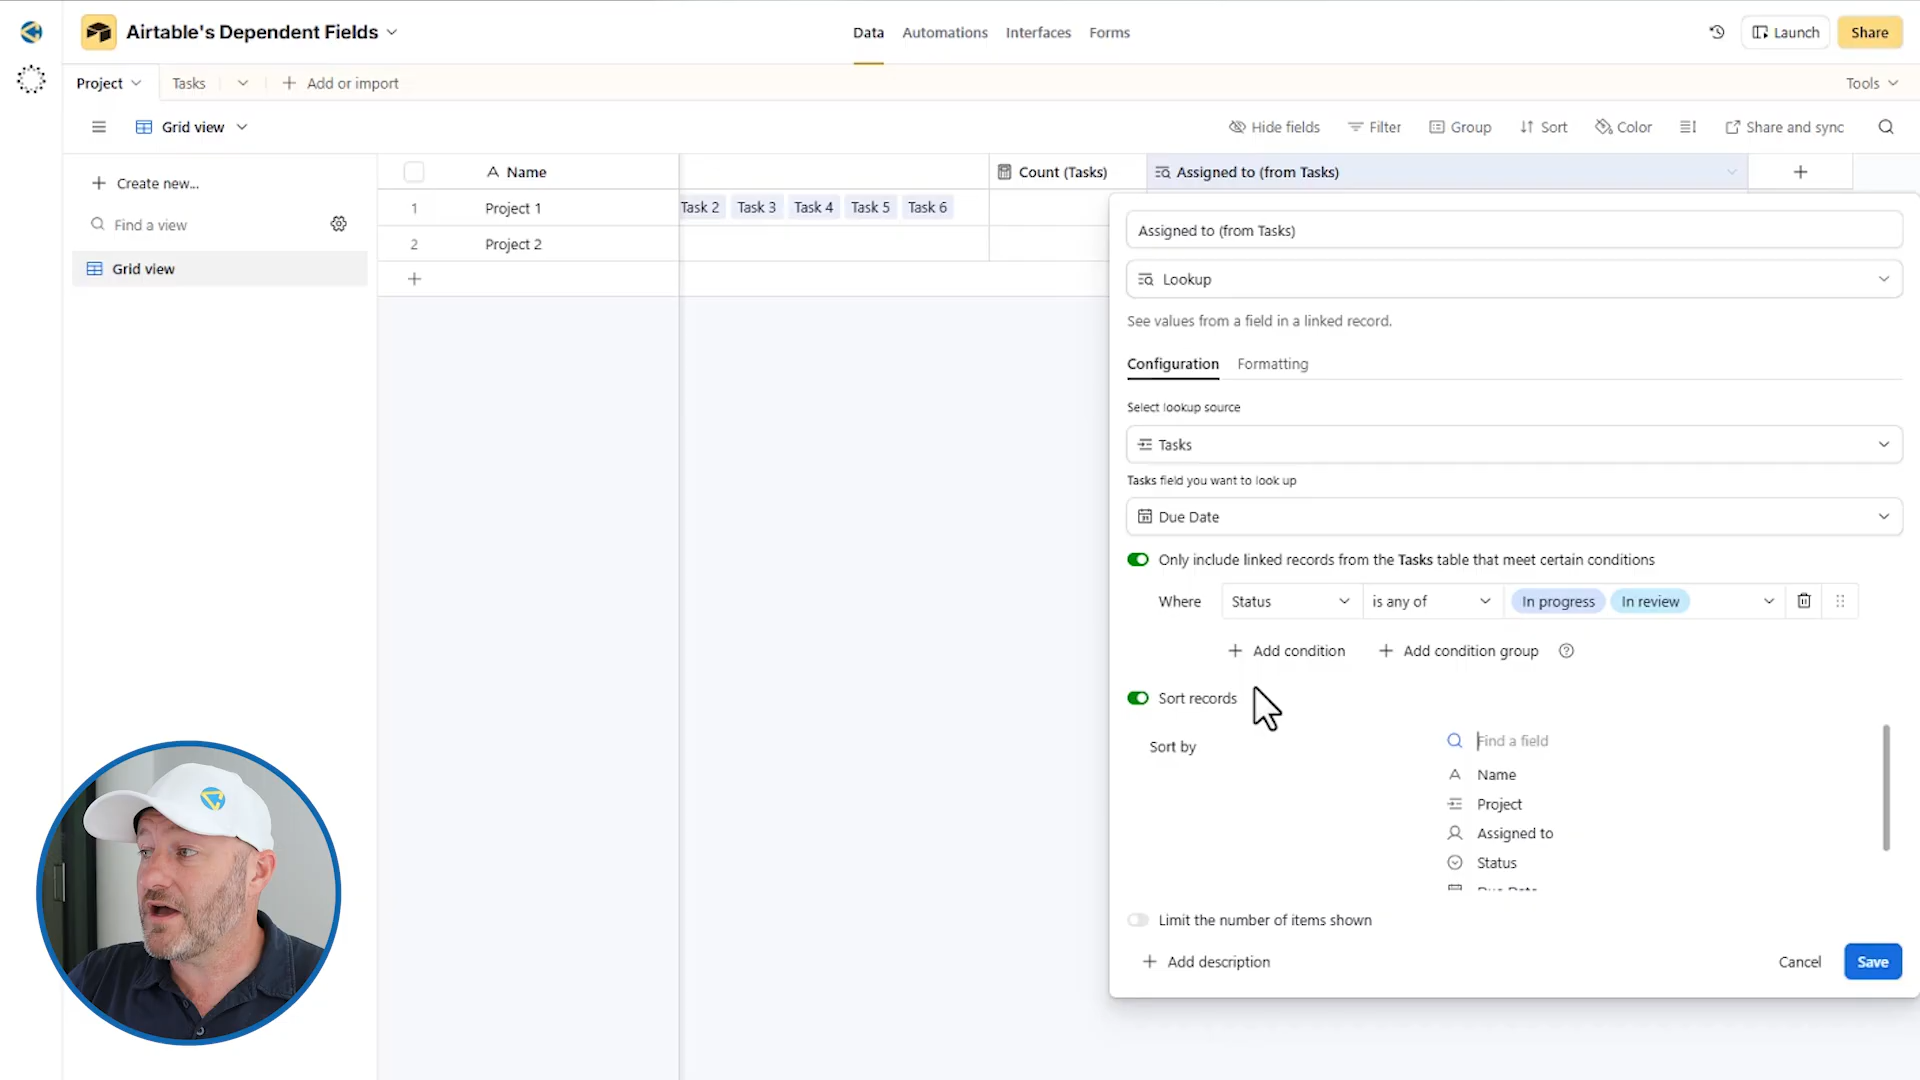 Airtable's Dependent Fields
Data Automations Interfaces Forms
Launch Share
Project Tasks Add or import Tools
Grid view Hide fields Filter Group Sort Color Share and sync
Create new...
Find a view
Grid view
Name Count (Tasks) Assigned to (from Tasks)
1 Project 1 Task 2 Task 3 Task 4 Task 5 Task 6
2 Project 2
Assigned to (from Tasks)
Lookup
See values from a field in a linked record.
Configuration Formatting
Select lookup source
Tasks
Tasks field you want to look up
Due Date
Only include linked records from the Tasks table that meet certain conditions
Where Status is any of In progress In review
Add condition Add condition group
Sort records
Sort by Find a field
Name
Project
Assigned to
Status
Due Date
Limit the number of items shown
Add description Cancel Save